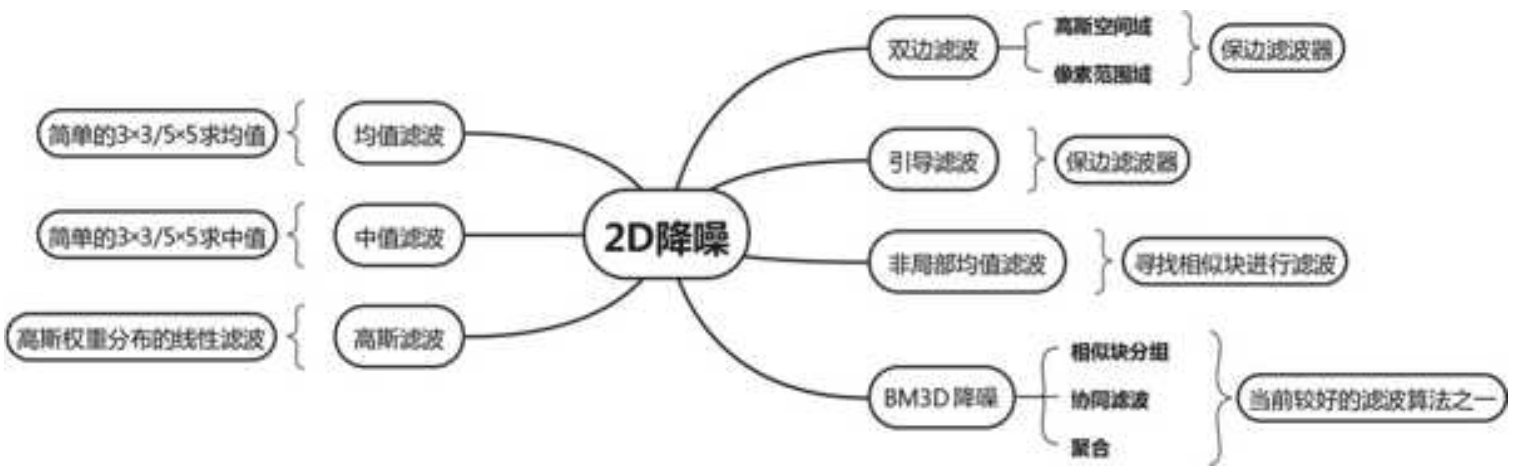 2D降噪
均值滤波
简单的3×3/5×5求均值
中值滤波
简单的3×3/5×5求中值
高斯滤波
高斯权重分布的线性滤波
双边滤波
高斯空间域
像素范围域
保边滤波器
引导滤波
保边滤波器
非局部均值滤波
寻找相似块进行滤波
BM3D降噪
相似块分组
协同滤波
聚合
当前较好的滤波算法之一